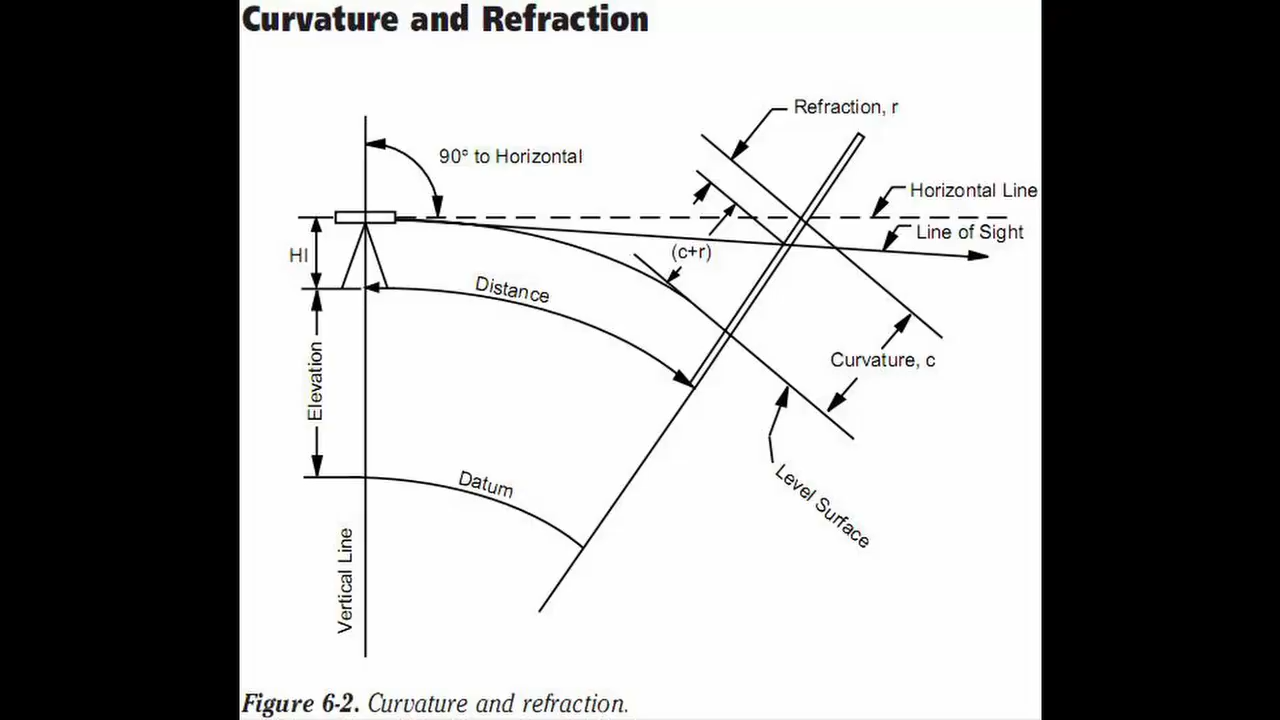 Curvature and Refraction
Refraction, r
90° to Horizontal
Horizontal Line
Line of Sight
HI
(c+r)
Distance
Elevation
Curvature, c
Level Surface
Datum
Vertical Line
Figure 6-2. Curvature and refraction.